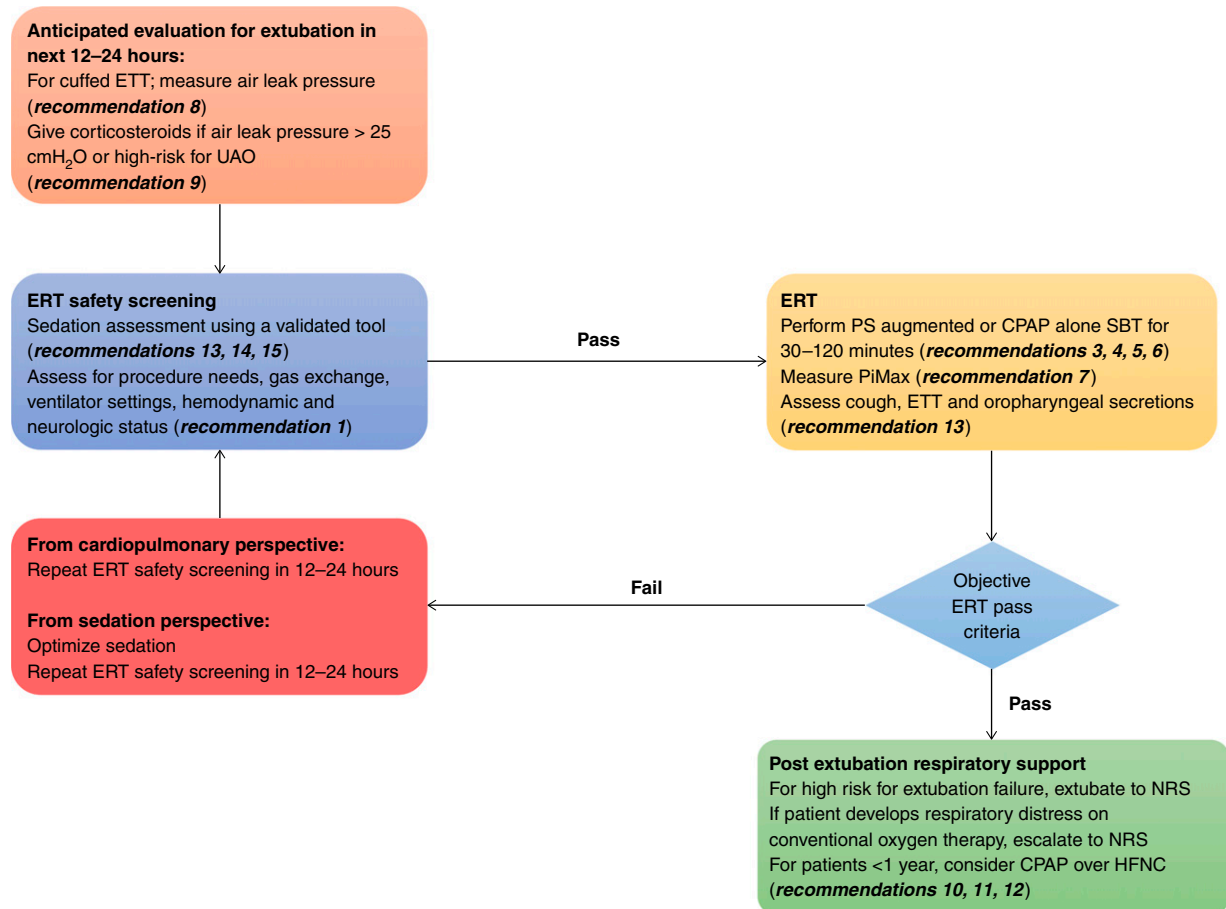 Anticipated evaluation for extubation in
next 12–24 hours:
For cuffed ETT; measure air leak pressure
(recommendation 8)
Give corticosteroids if air leak pressure > 25
cmH₂O or high-risk for UAO
(recommendation 9)
ERT safety screening
Sedation assessment using a validated tool
(recommendations 13, 14, 15)
Assess for procedure needs, gas exchange,
ventilator settings, hemodynamic and
neurologic status (recommendation 1)
Pass
ERT
Perform PS augmented or CPAP alone SBT for
30–120 minutes (recommendations 3, 4, 5, 6)
Measure PiMax (recommendation 7)
Assess cough, ETT and oropharyngeal secretions
(recommendation 13)
From cardiopulmonary perspective:
Repeat ERT safety screening in 12–24 hours
From sedation perspective:
Optimize sedation
Repeat ERT safety screening in 12–24 hours
Fail
Objective
ERT pass
criteria
Pass
Post extubation respiratory support
For high risk for extubation failure, extubate to NRS
If patient develops respiratory distress on
conventional oxygen therapy, escalate to NRS
For patients <1 year, consider CPAP over HFNC
(recommendations 10, 11, 12)